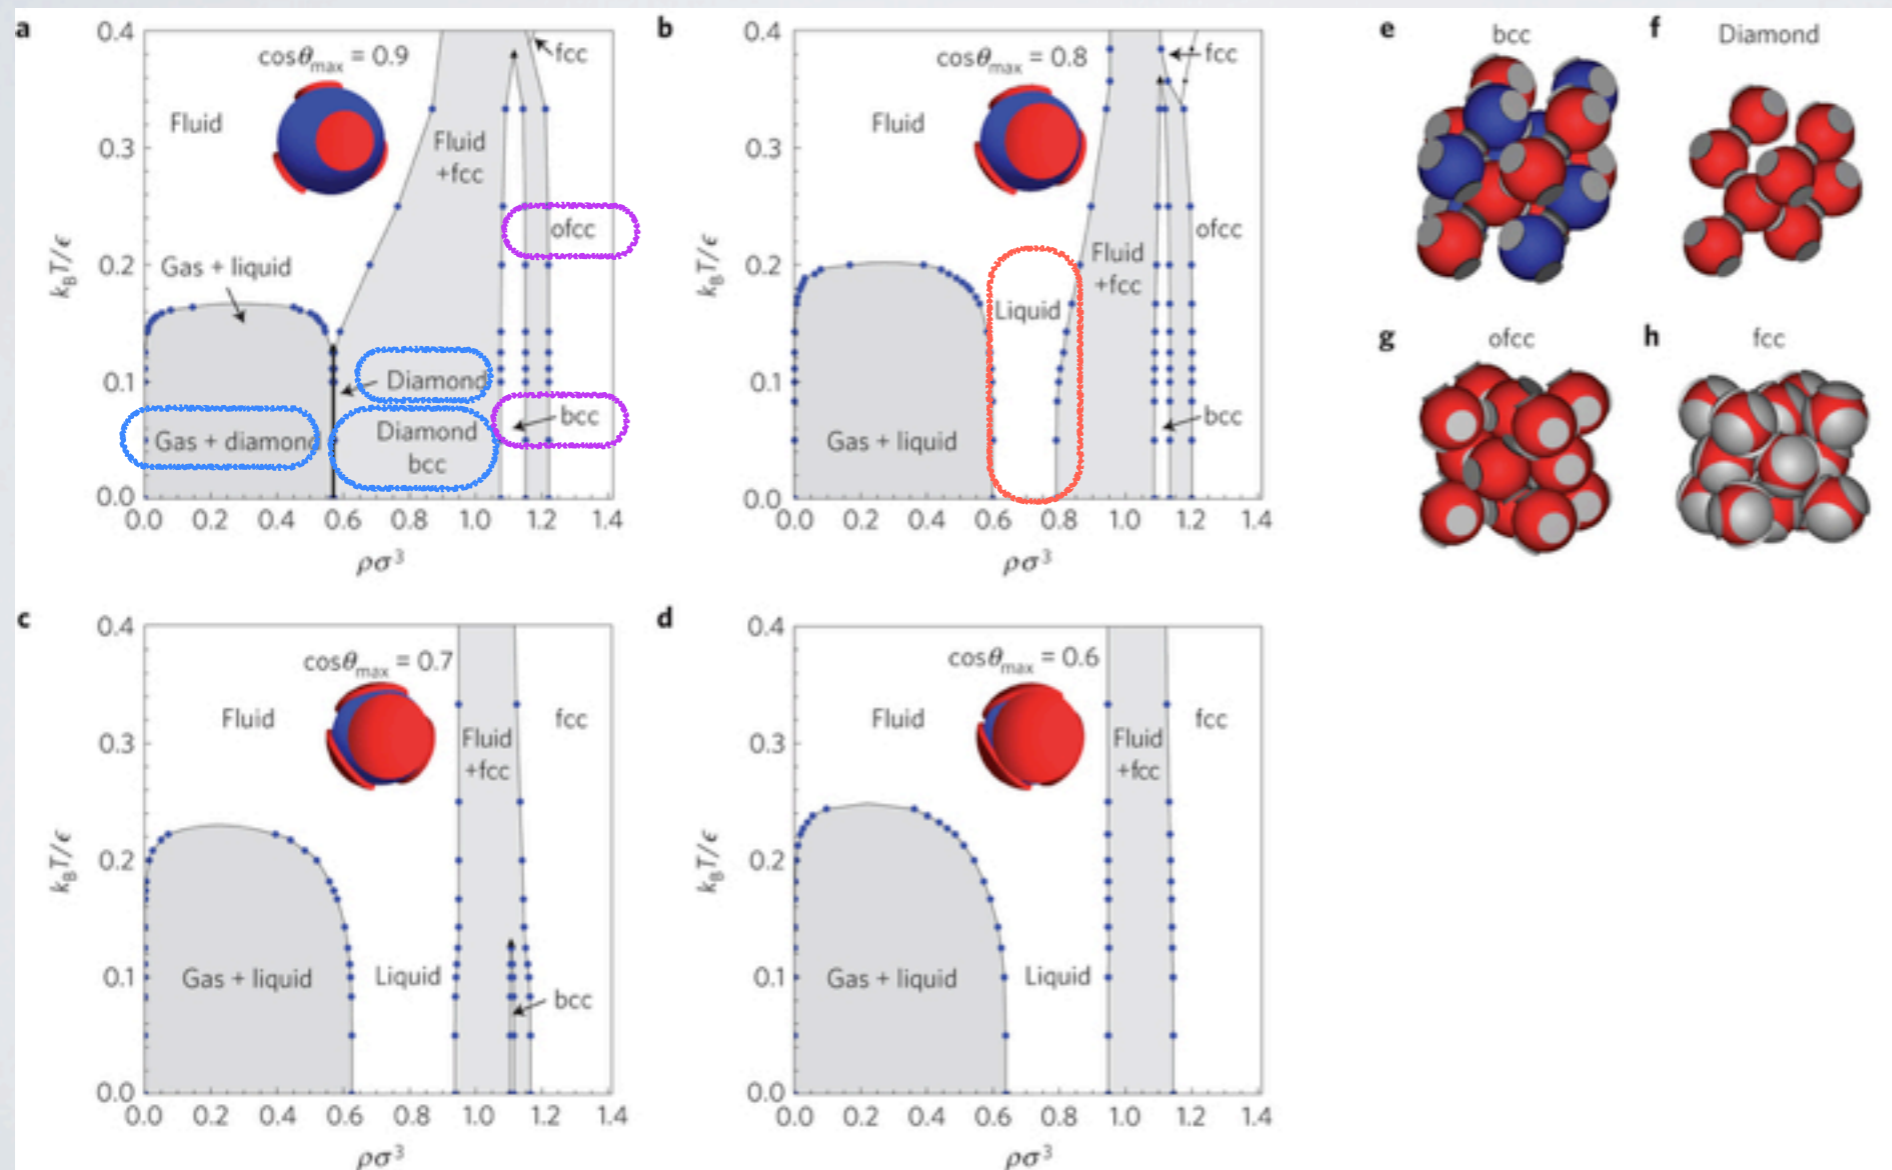 a
0.4
0.3
0.2
0.1
0.0
k_BT/ϵ
cosθ_max = 0.9
Fluid
fcc
Fluid
+fcc
ofcc
Gas + liquid
Diamond
bcc
Gas + diamond
Diamond
bcc
0.0 0.2 0.4 0.6 0.8 1.0 1.2 1.4
ρσ³
b
0.4
0.3
0.2
0.1
0.0
k_BT/ϵ
cosθ_max = 0.8
Fluid
fcc
ofcc
Fluid
+fcc
Liquid
bcc
Gas + liquid
0.0 0.2 0.4 0.6 0.8 1.0 1.2 1.4
ρσ³
e
bcc
f
Diamond
g
ofcc
h
fcc
c
0.4
0.3
0.2
0.1
0.0
k_BT/ϵ
cosθ_max = 0.7
Fluid
Fluid
+fcc
fcc
Gas + liquid
Liquid
bcc
0.0 0.2 0.4 0.6 0.8 1.0 1.2 1.4
ρσ³
d
0.4
0.3
0.2
0.1
0.0
k_BT/ϵ
cosθ_max = 0.6
Fluid
Fluid
+fcc
fcc
Gas + liquid
Liquid
0.0 0.2 0.4 0.6 0.8 1.0 1.2 1.4
ρσ³